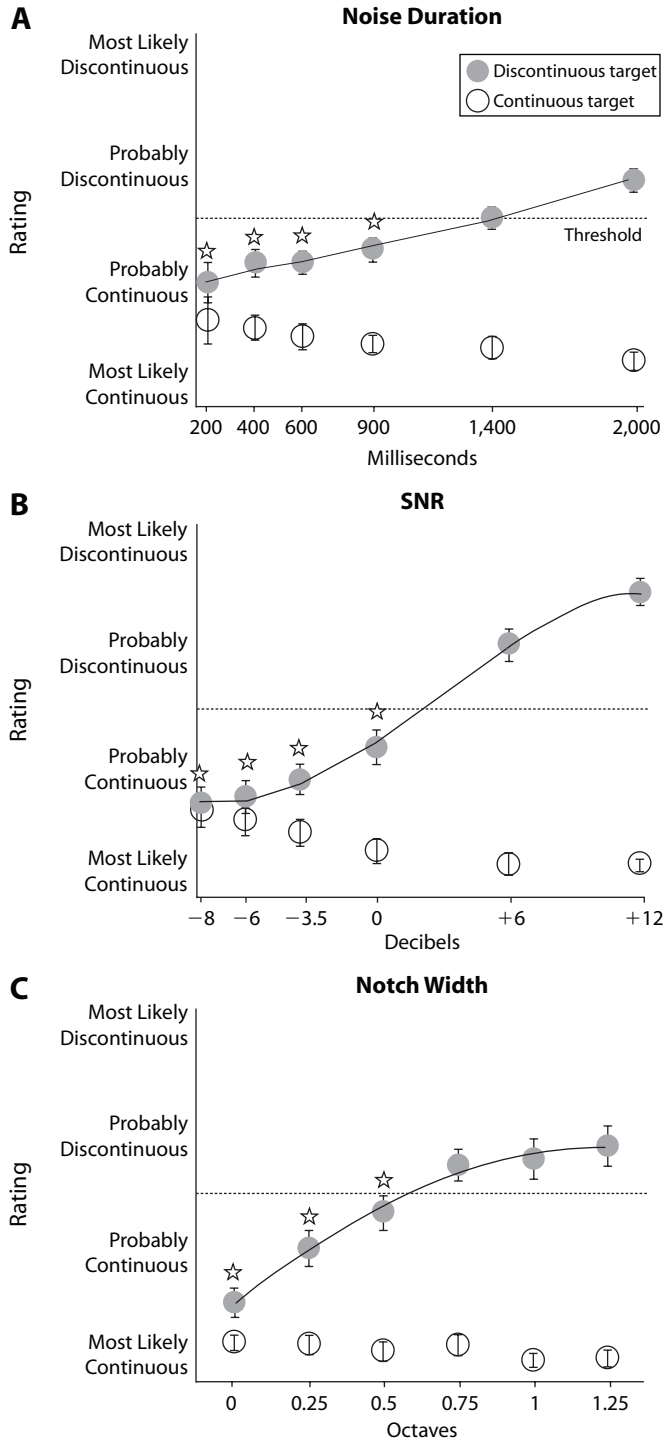 A
Noise Duration
Most Likely
Discontinuous
Discontinuous target
Continuous target
Probably
Discontinuous
Rating
Threshold
Probably
Continuous
Most Likely
Continuous
200 400 600 900 1,400 2,000
Milliseconds
B
SNR
Most Likely
Discontinuous
Probably
Discontinuous
Rating
Probably
Continuous
Most Likely
Continuous
−8 −6 −3.5 0 +6 +12
Decibels
C
Notch Width
Most Likely
Discontinuous
Probably
Discontinuous
Rating
Probably
Continuous
Most Likely
Continuous
0 0.25 0.5 0.75 1 1.25
Octaves